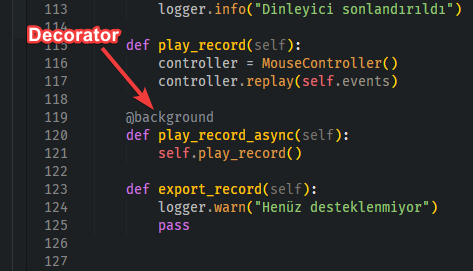 113 logger.info("Dinleyici sonlandırıldı")
Decorator
115 def play_record(self):
116 controller = MouseController()
117 controller.replay(self.events)
118
119 @background
120 def play_record_async(self):
121 self.play_record()
122
123 def export_record(self):
124 logger.warn("Henüz desteklenmiyor")
125 pass
126
127